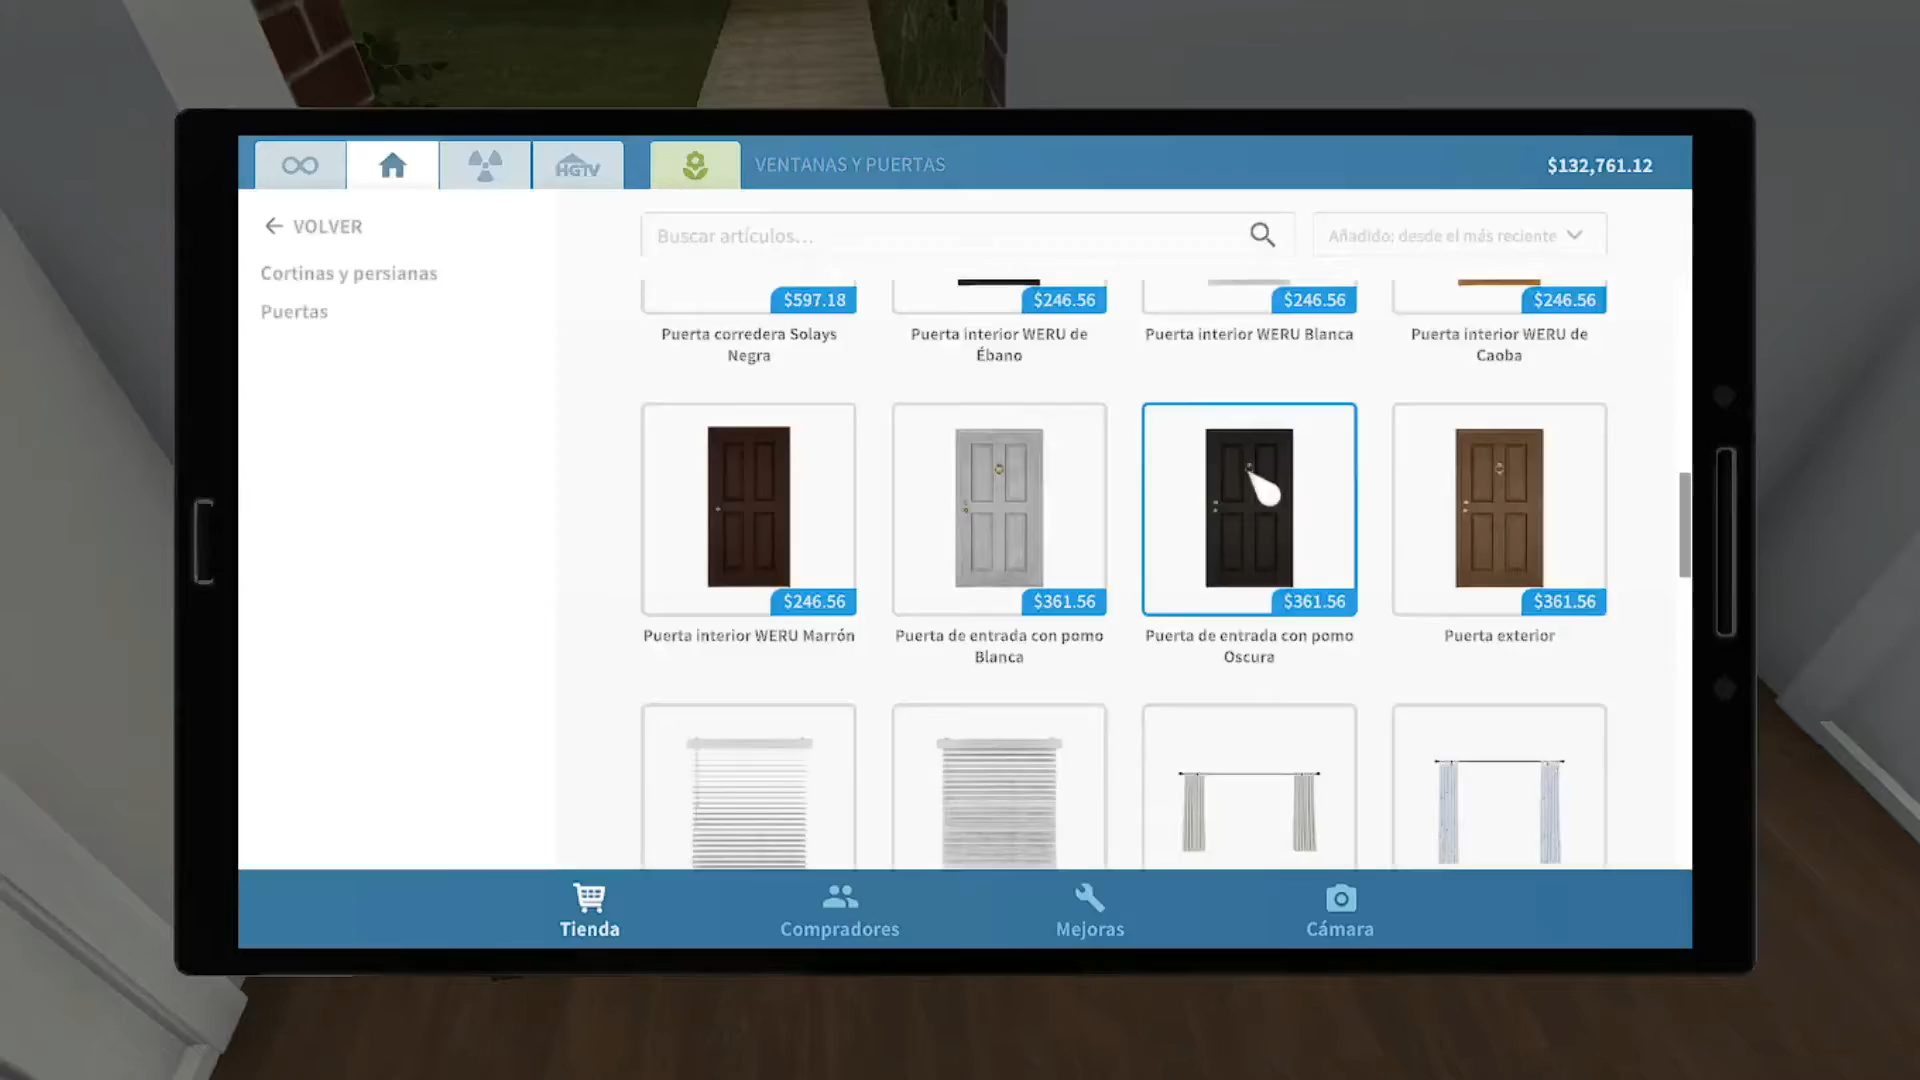 HGTV
VENTANAS Y PUERTAS
$132,761.12
VOLVER
Cortinas y persianas
Puertas
Buscar artículos...
Añadido: desde el más reciente
$597.18
$246.56
$246.56
$246.56
Puerta corredera Solays
Negra
Puerta interior WERU de
Ébano
Puerta interior WERU Blanca
Puerta interior WERU de
Caoba
$246.56
$361.56
$361.56
$361.56
Puerta interior WERU Marrón
Puerta de entrada con pomo
Blanca
Puerta de entrada con pomo
Oscura
Puerta exterior
Tienda
Compradores
Mejoras
Cámara